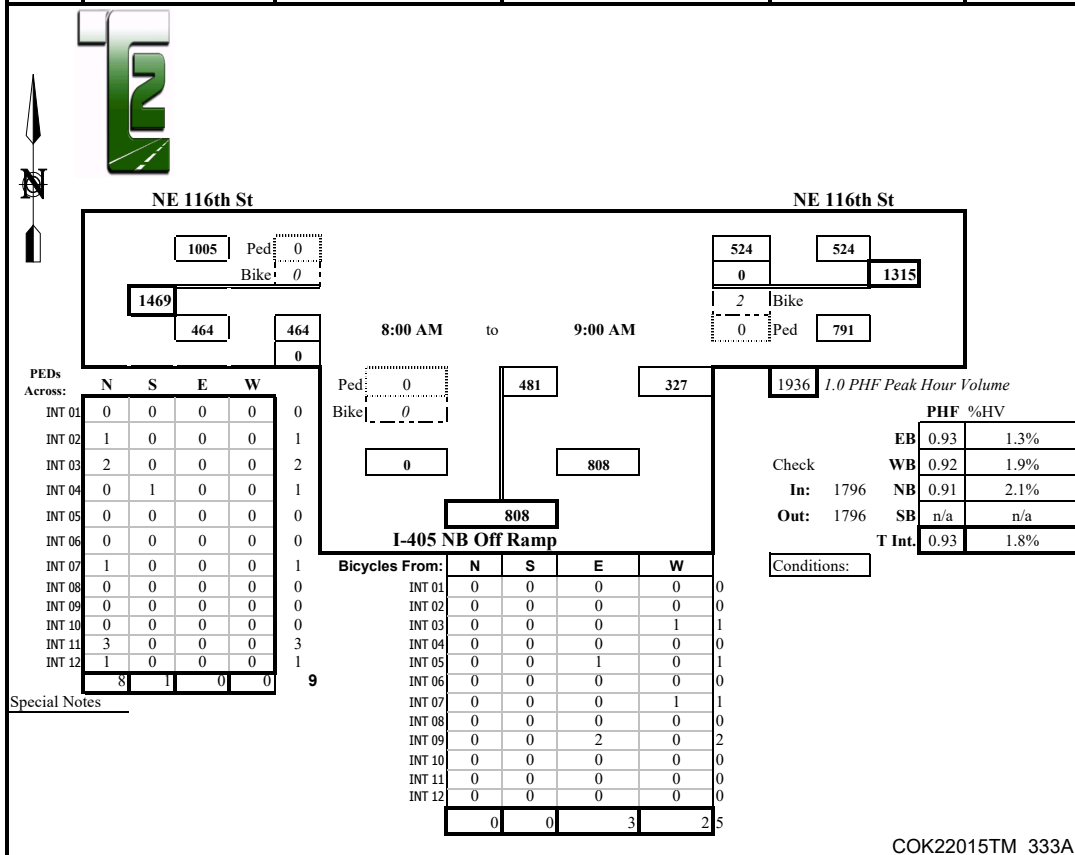 T2
N
NE 116th St NE 116th St
1005 Ped 0 524 524
Bike 0 0 1315
1469 2 Bike
464 464 8:00 AM to 9:00 AM 0 Ped 791
0
PEDs
Across: N S E W Ped 0 481 327 1936 1.0 PHF Peak Hour Volume
INT 01 0 0 0 0 0 Bike 0 PHF %HV
INT 02 1 0 0 0 1 EB 0.93 1.3%
INT 03 2 0 0 0 2 0 808 Check WB 0.92 1.9%
INT 04 0 1 0 0 1 In: 1796 NB 0.91 2.1%
INT 05 0 0 0 0 0 808 Out: 1796 SB n/a n/a
INT 06 0 0 0 0 0 I-405 NB Off Ramp T Int. 0.93 1.8%
INT 07 1 0 0 0 1 Bicycles From: N S E W Conditions:
INT 08 0 0 0 0 0 INT 01 0 0 0 0 0
INT 09 0 0 0 0 0 INT 02 0 0 0 0 0
INT 10 0 0 0 0 0 INT 03 0 0 0 1 1
INT 11 3 0 0 0 3 INT 04 0 0 0 0 0
INT 12 1 0 0 0 1 INT 05 0 0 1 0 1
8 1 0 0 9 INT 06 0 0 0 0 0
Special Notes INT 07 0 0 0 1 1
INT 08 0 0 0 0 0
INT 09 0 0 2 0 2
INT 10 0 0 0 0 0
INT 11 0 0 0 0 0
INT 12 0 0 0 0 0
0 0 3 2 5
COK22015TM_333A